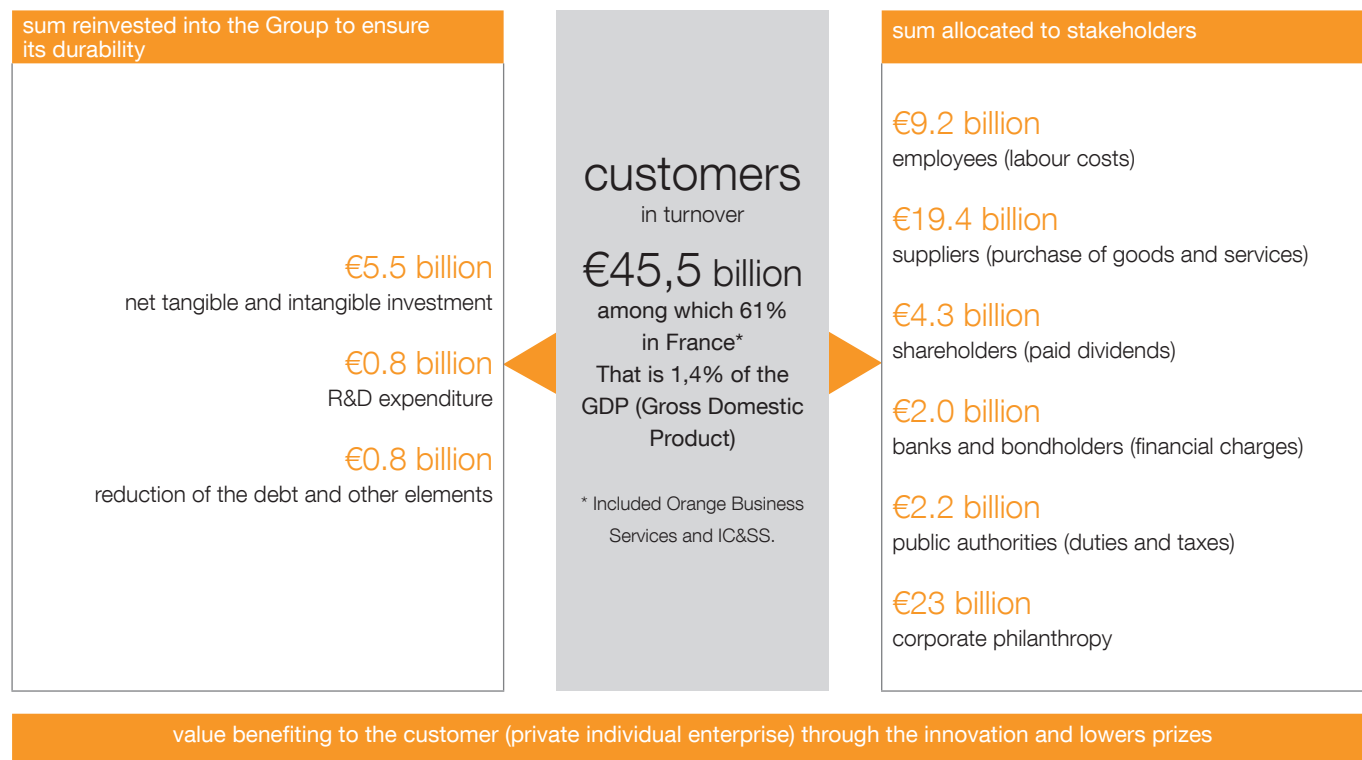 sum reinvested into the Group to ensure
its durability
€5.5 billion
net tangible and intangible investment
€0.8 billion
R&D expenditure
€0.8 billion
reduction of the debt and other elements
customers
in turnover
€45,5 billion
among which 61%
in France*
That is 1,4% of the
GDP (Gross Domestic
Product)
* Included Orange Business
Services and IC&SS.
sum allocated to stakeholders
€9.2 billion
employees (labour costs)
€19.4 billion
suppliers (purchase of goods and services)
€4.3 billion
shareholders (paid dividends)
€2.0 billion
banks and bondholders (financial charges)
€2.2 billion
public authorities (duties and taxes)
€23 billion
corporate philanthropy
value benefiting to the customer (private individual enterprise) through the innovation and lowers prizes